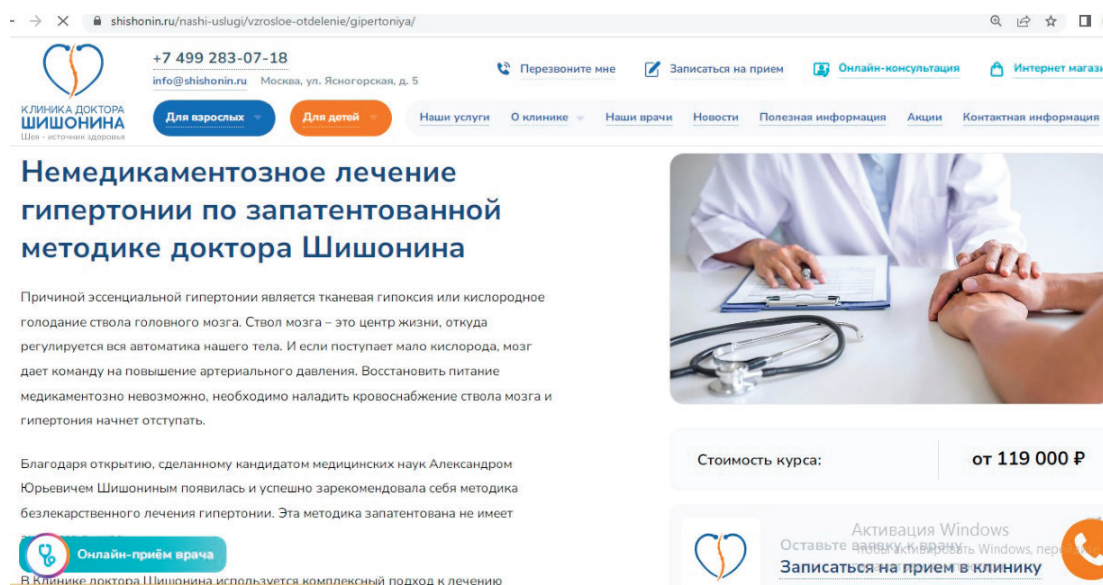 shishonin.ru/nashi-uslugi/vzrosloe-otdelenie/gipertoniya/
+7 499 283-07-18
info@shishonin.ru Москва, ул. Ясногорская, д. 5
Перезвоните мне
Записаться на прием
Онлайн-консультация
Интернет магази
КЛИНИКА ДОКТОРА
ШИШОНИНА
Шея - источник здоровья
Для взрослых
Для детей
Наши услуги
О клинике
Наши врачи
Новости
Полезная информация
Акции
Контактная информация
Немедикаментозное лечение
гипертонии по запатентованной
методике доктора Шишонина
Причиной эссенциальной гипертонии является тканевая гипоксия или кислородное
голодание ствола головного мозга. Ствол мозга – это центр жизни, откуда
регулируется вся автоматика нашего тела. И если поступает мало кислорода, мозг
дает команду на повышение артериального давления. Восстановить питание
медикаментозно невозможно, необходимо наладить кровоснабжение ствола мозга и
гипертония начнет отступать.
Благодаря открытию, сделанному кандидатом медицинских наук Александром
Юрьевичем Шишониным появилась и успешно зарекомендовала себя методика
безлекарственного лечения гипертонии. Эта методика запатентована не имеет
Онлайн-приём врача
В Клинике доктора Шишонина используется комплексный подход к лечению
Стоимость курса:
от 119 000 ₽
Активация Windows
Оставьте заявку к врачу
Чтобы активировать Windows,
Записаться на прием в клинику